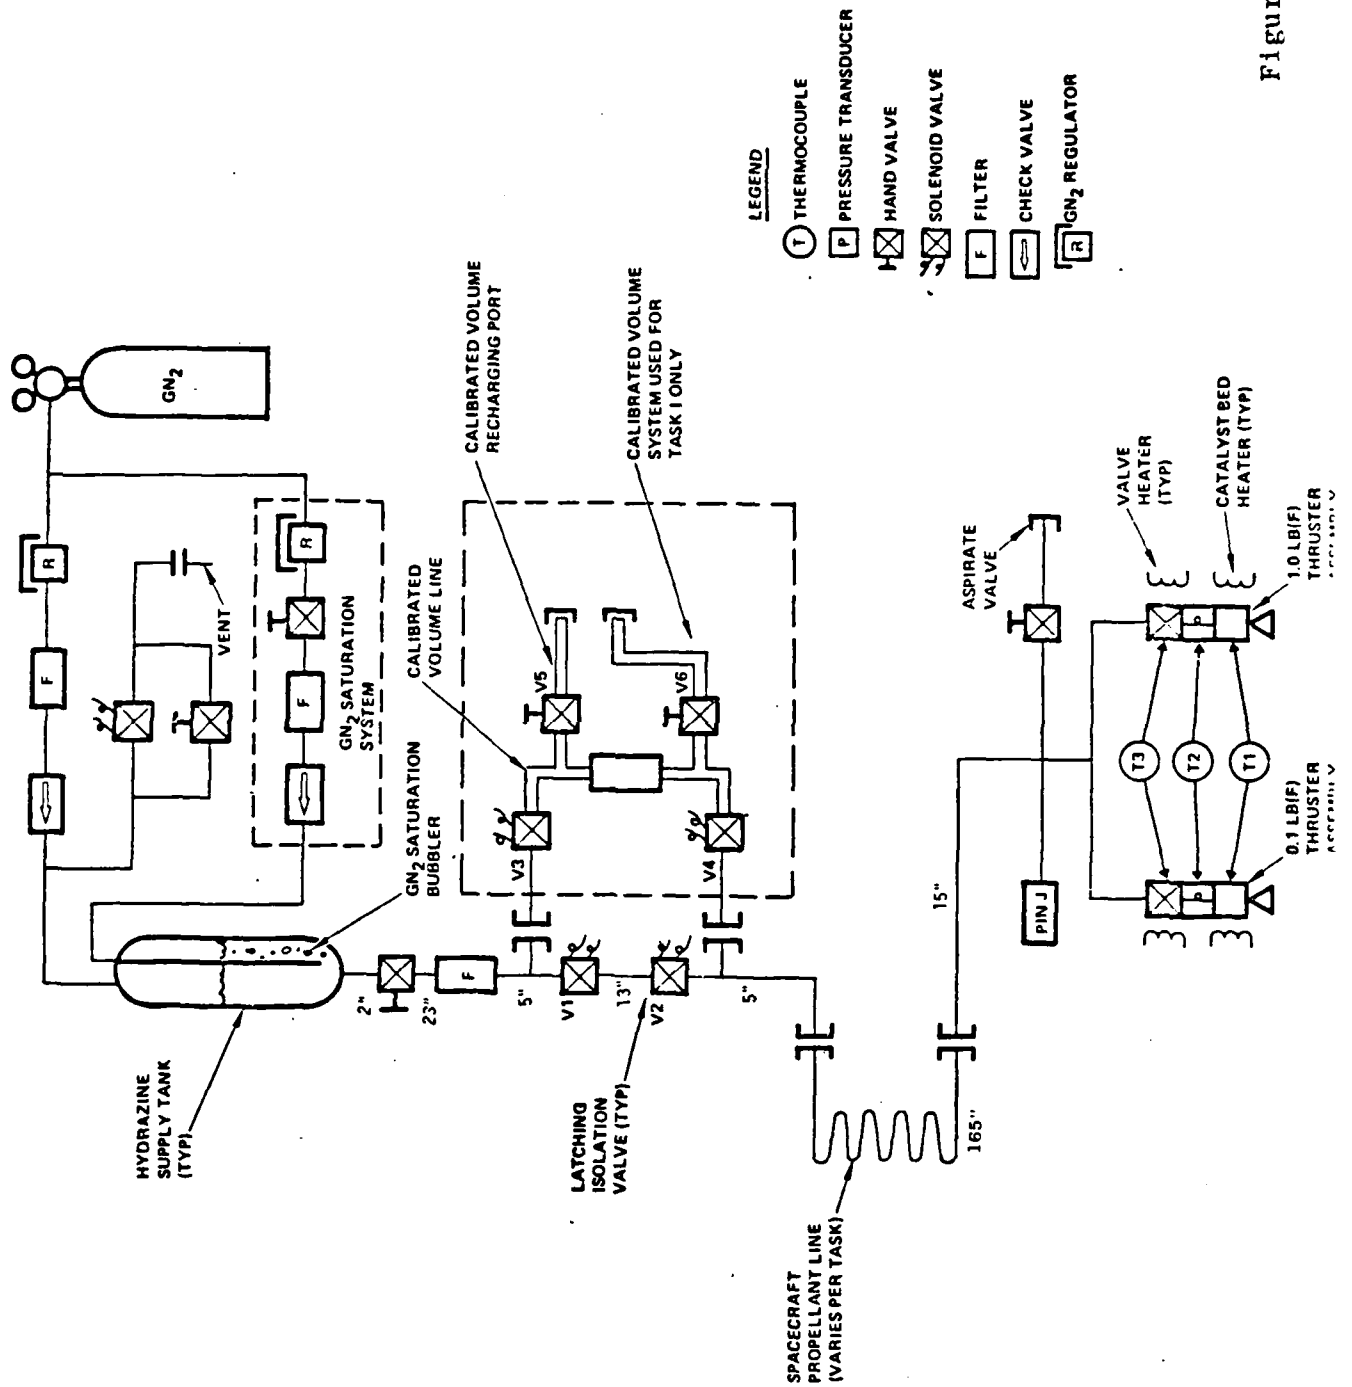 GN2
R
F
VENT
R
F
GN2 SATURATION
SYSTEM
GN2 SATURATION
BUBBLER
HYDRAZINE
SUPPLY TANK
(TYP)
2"
23"
F
5"
V1
13"
V2
5"
LATCHING
ISOLATION
VALVE (TYP)
CALIBRATED
VOLUME LINE
CALIBRATED VOLUME
RECHARGING PORT
CALIBRATED VOLUME
SYSTEM USED FOR
TASK I ONLY
V3
V4
V5
V6
SPACECRAFT
PROPELLANT LINE
(VARIES PER TASK)
165"
15"
PIN J
ASPIRATE
VALVE
VALVE
HEATER
(TYP)
CATALYST BED
HEATER (TYP)
T3
T2
T1
P
P
0.1 LB(F)
THRUSTER
1.0 LB(F)
THRUSTER
LEGEND
T THERMOCOUPLE
P PRESSURE TRANSDUCER
HAND VALVE
SOLENOID VALVE
F FILTER
CHECK VALVE
R GN2 REGULATOR
Figur